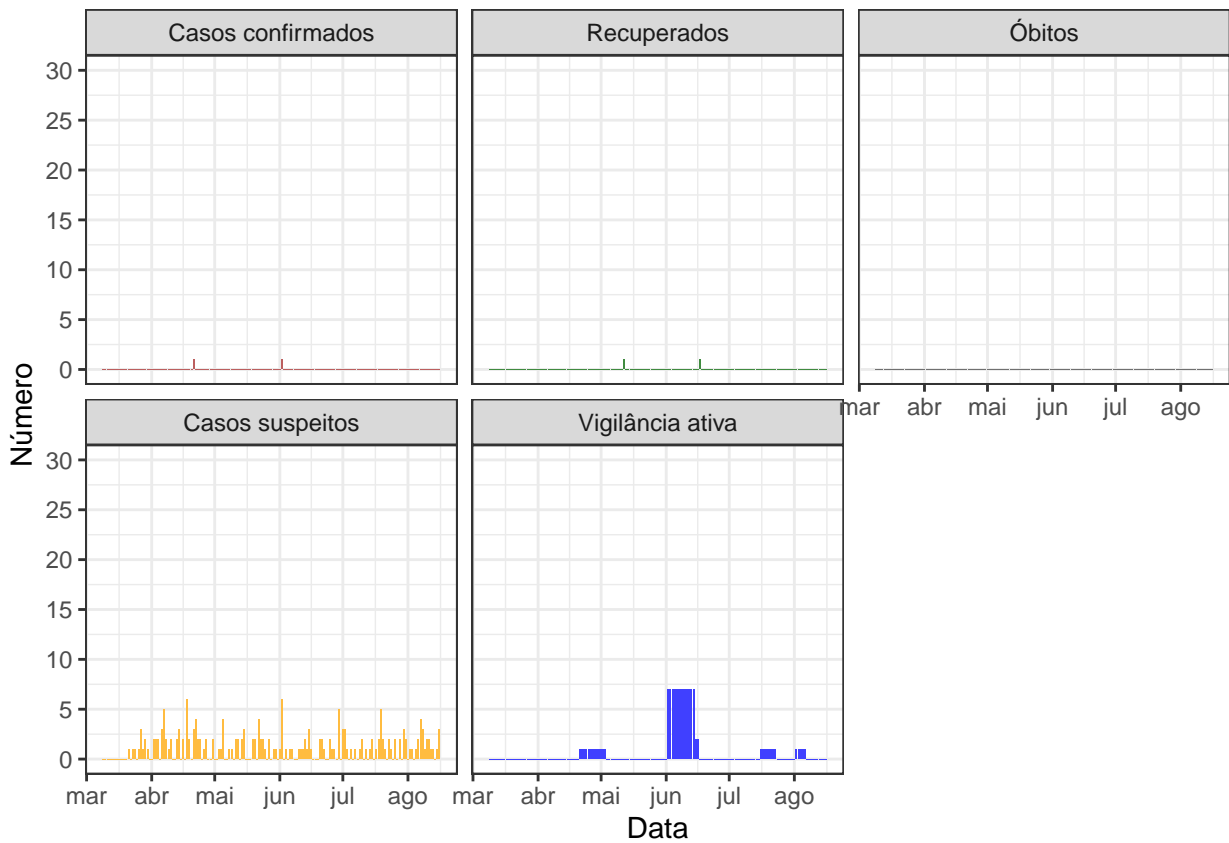 Casos confirmados
Recuperados
Óbitos
30
25
20
15
10
5
0
mar abr mai jun jul ago
Número
Casos suspeitos
Vigilância ativa
30
25
20
15
10
5
0
mar abr mai jun jul ago
mar abr mai jun jul ago
Data